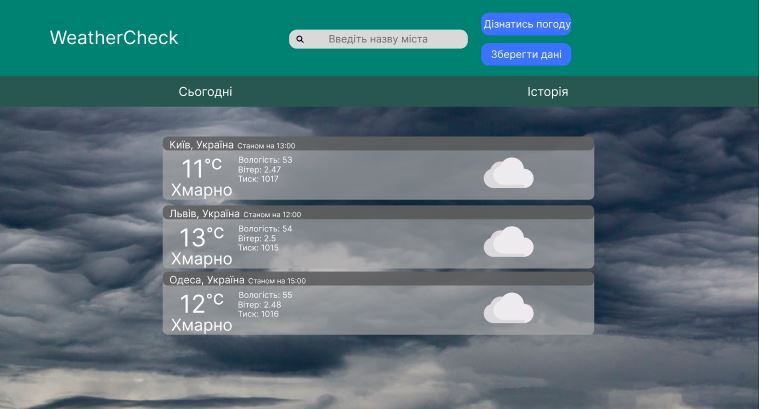 WeatherCheck
Введіть назву міста
Дізнатись погоду
Зберегти дані
Сьогодні
Історія
Київ, Україна Станом на 13:00
11°C
Хмарно
Вологість: 53
Вітер: 2.47
Тиск: 1017
Львів, Україна Станом на 12:00
13°C
Хмарно
Вологість: 54
Вітер: 2.5
Тиск: 1015
Одеса, Україна Станом на 15:00
12°C
Хмарно
Вологість: 55
Вітер: 2.48
Тиск: 1016